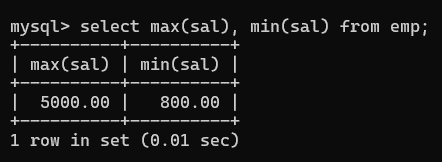 mysql> select max(sal), min(sal) from emp;
+----------+----------+
| max(sal) | min(sal) |
+----------+----------+
|  5000.00 |   800.00 |
+----------+----------+
1 row in set (0.01 sec)